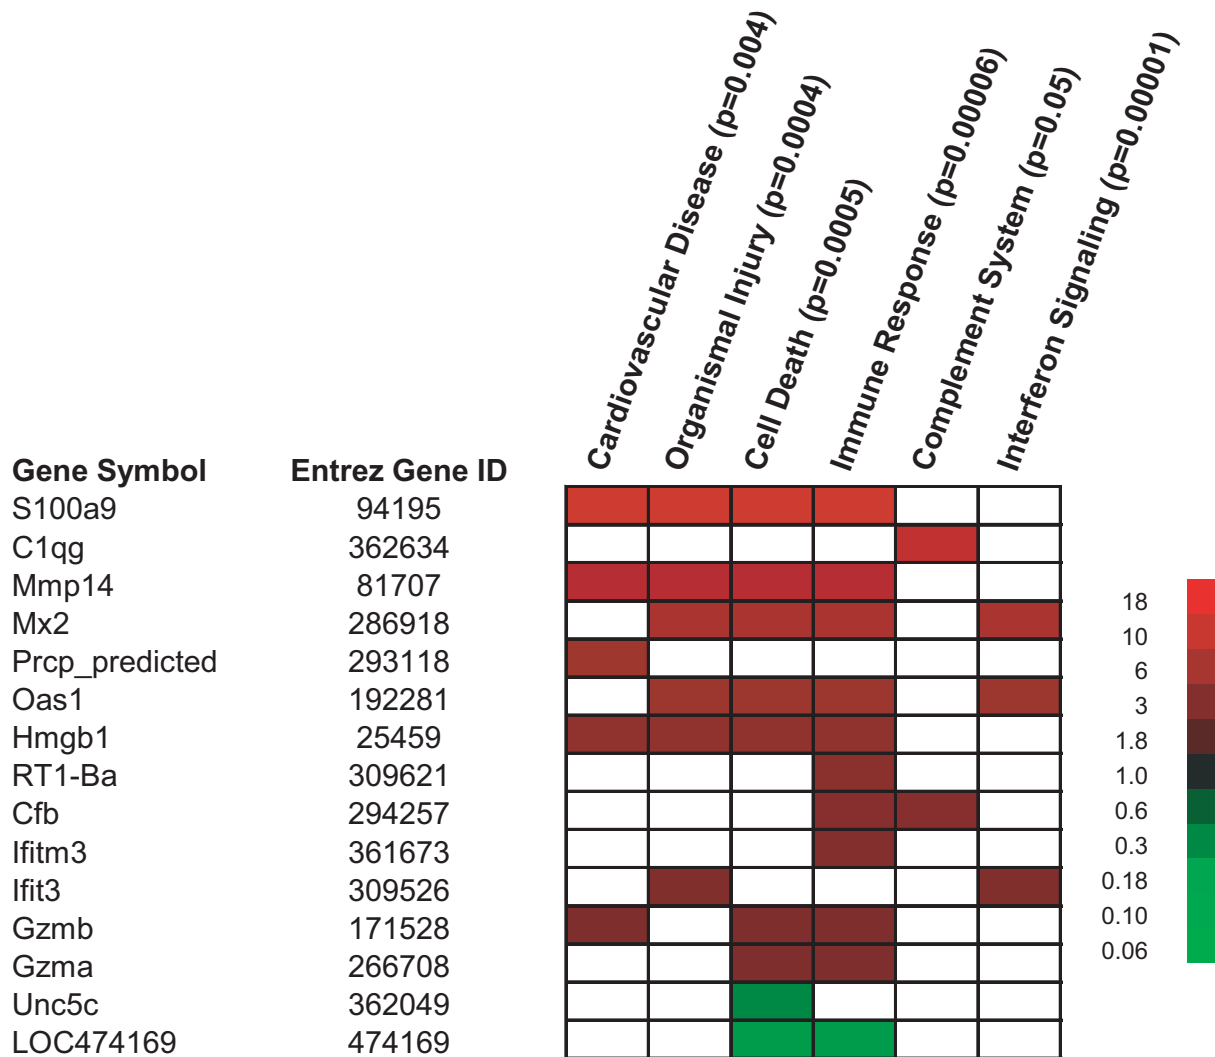 Cardiovascular Disease (p=0.004)
Organismal Injury (p=0.0004)
Cell Death (p=0.0005)
Immune Response (p=0.00006)
Complement System (p=0.05)
Interferon Signaling (p=0.00001)
Gene Symbol Entrez Gene ID
S100a9 94195
C1qg 362634
Mmp14 81707
Mx2 286918
Prcp_predicted 293118
Oas1 192281
Hmgb1 25459
RT1-Ba 309621
Cfb 294257
Ifitm3 361673
Ifit3 309526
Gzmb 171528
Gzma 266708
Unc5c 362049
LOC474169 474169
18
10
6
3
1.8
1.0
0.6
0.3
0.18
0.10
0.06